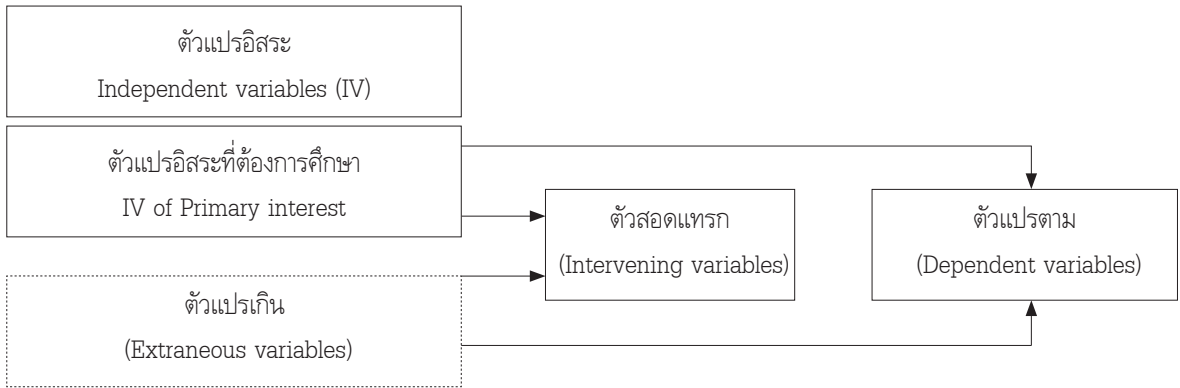 ตัวแปรอิสระ
Independent variables (IV)
ตัวแปรอิสระที่ต้องการศึกษา
IV of Primary interest
ตัวสอดแทรก
(Intervening variables)
ตัวแปรตาม
(Dependent variables)
ตัวแปรเกิน
(Extraneous variables)